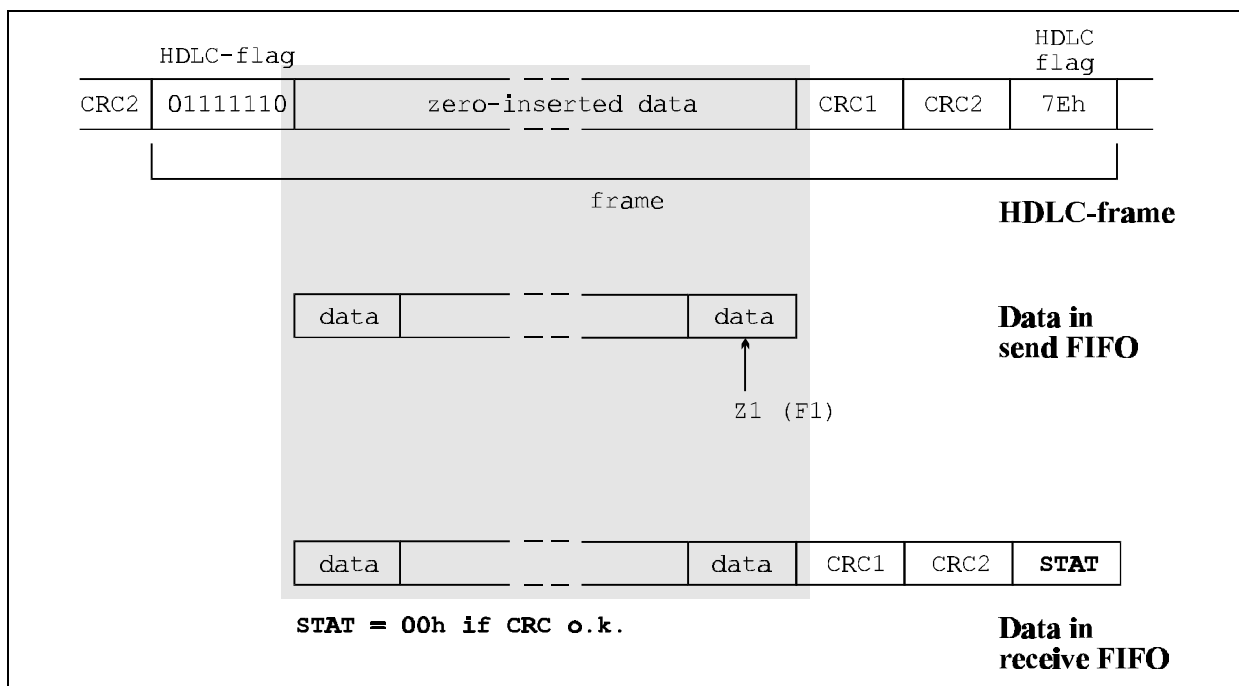 HDLC-flag
HDLC
flag
CRC2 01111110 zero-inserted data CRC1 CRC2 7Eh
frame
HDLC-frame
data data
Data in
send FIFO
Z1 (F1)
data data CRC1 CRC2 STAT
STAT = 00h if CRC o.k.
Data in
receive FIFO